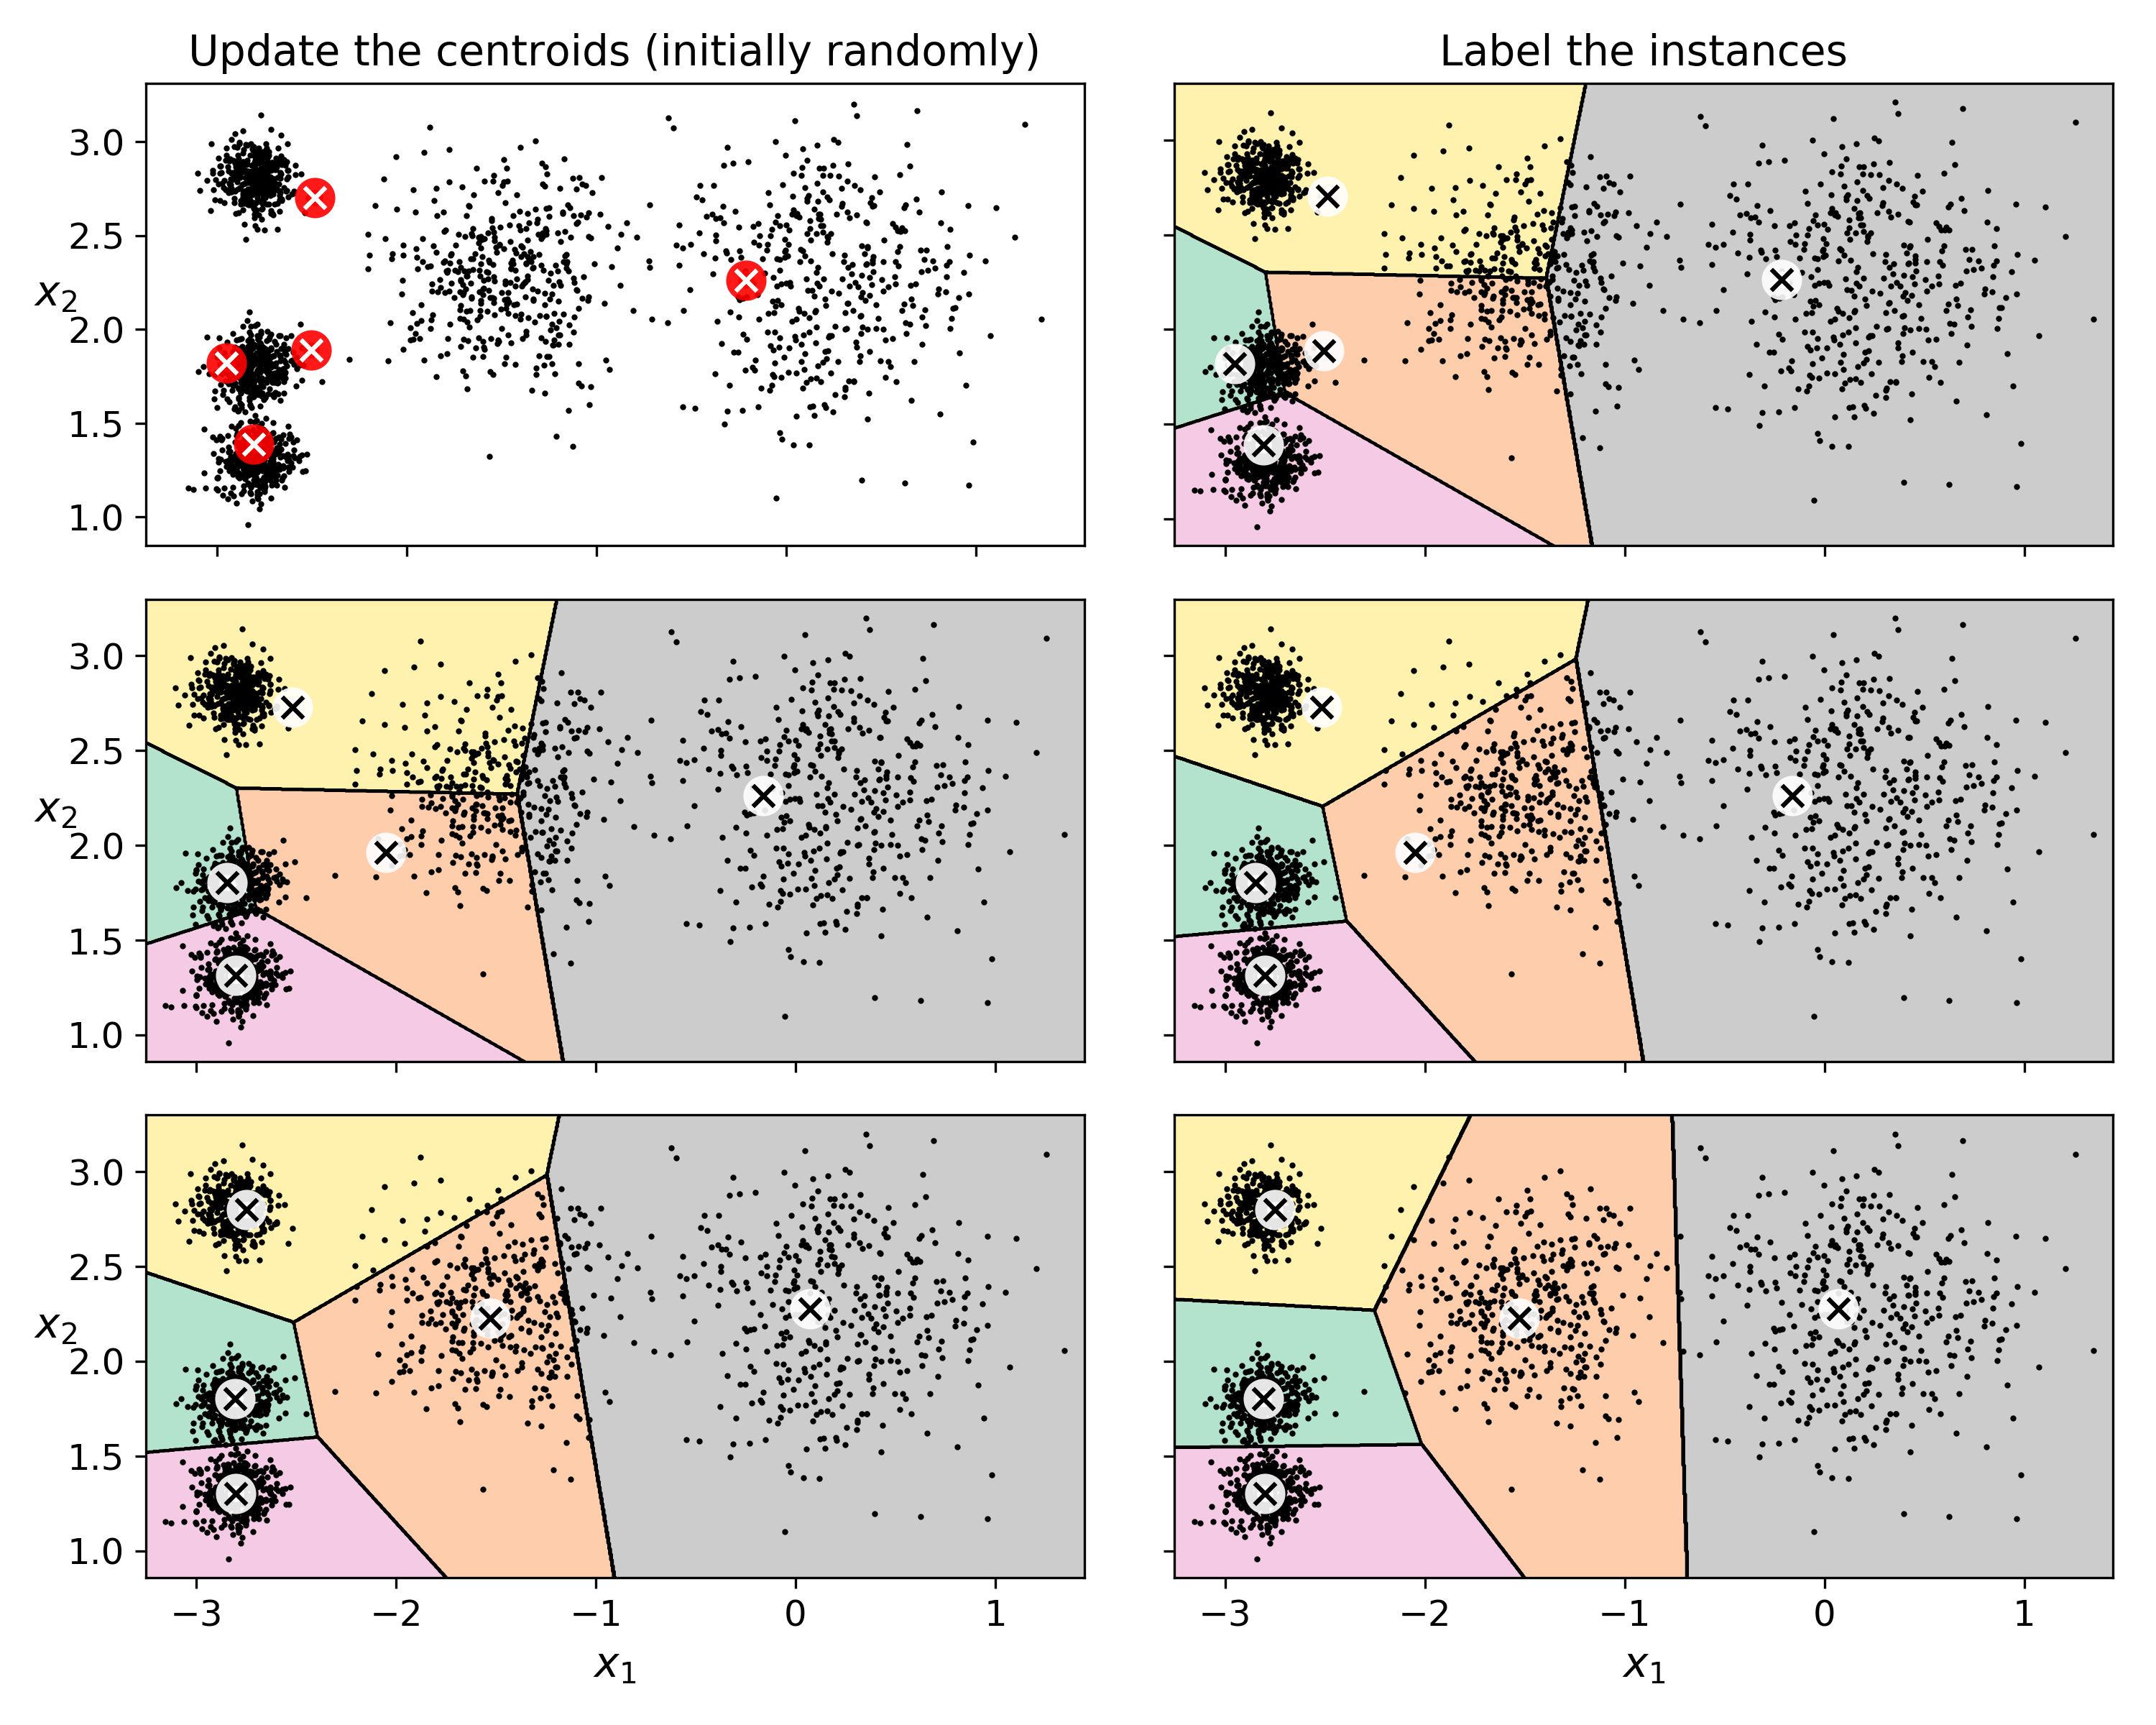 Update the centroids (initially randomly)
Label the instances
3.0
2.5
x₂
2.0
1.5
1.0
3.0
2.5
x₂
2.0
1.5
1.0
3.0
2.5
x₂
2.0
1.5
1.0
−3 −2 −1 0 1
−3 −2 −1 0 1
x₁
x₁